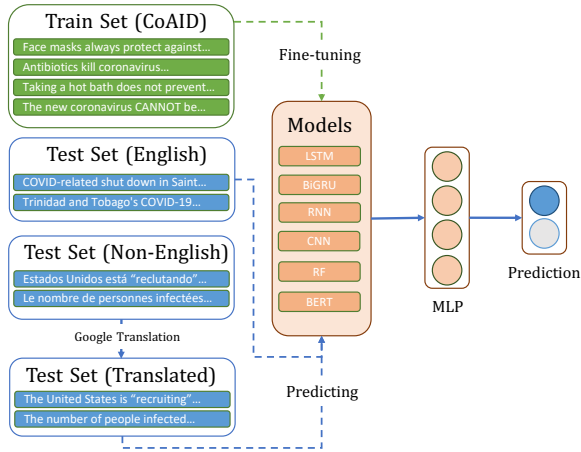 Train Set (CoAID)
Face masks always protect against...
Antibiotics kill coronavirus...
Taking a hot bath does not prevent...
The new coronavirus CANNOT be...
Fine-tuning
Test Set (English)
COVID-related shut down in Saint...
Trinidad and Tobago's COVID-19...
Test Set (Non-English)
Estados Unidos está “reclutando”...
Le nombre de personnes infectées...
Google Translation
Test Set (Translated)
The United States is “recruiting”...
The number of people infected...
Predicting
Models
LSTM
BiGRU
RNN
CNN
RF
BERT
MLP
Prediction